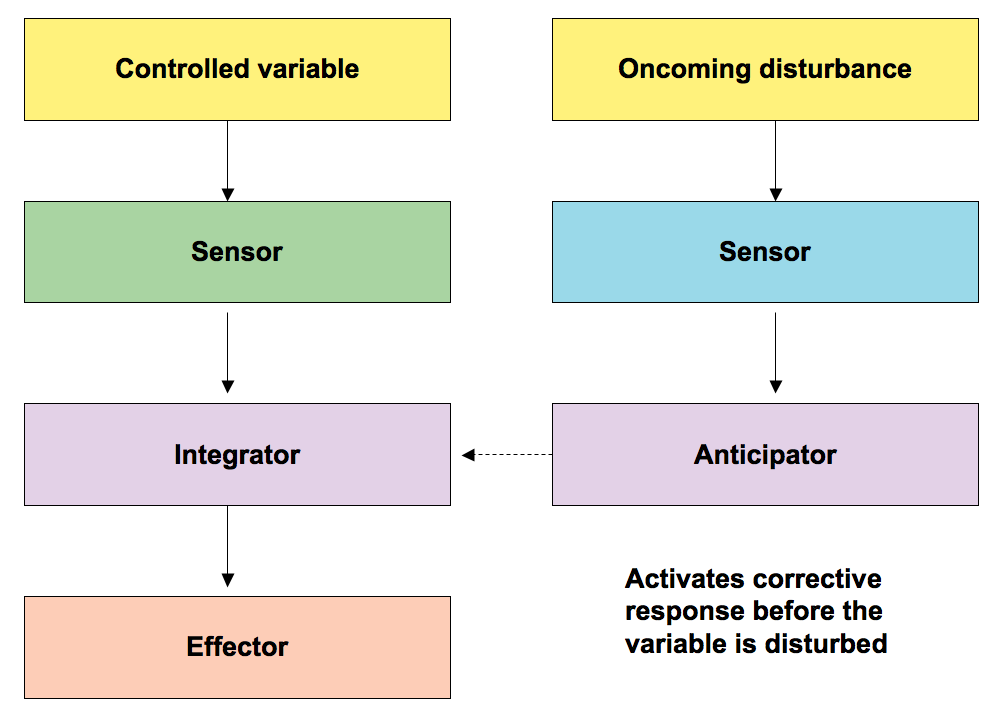 Controlled variable
Oncoming disturbance
Sensor
Sensor
Integrator
Anticipator
Effector
Activates corrective
response before the
variable is disturbed